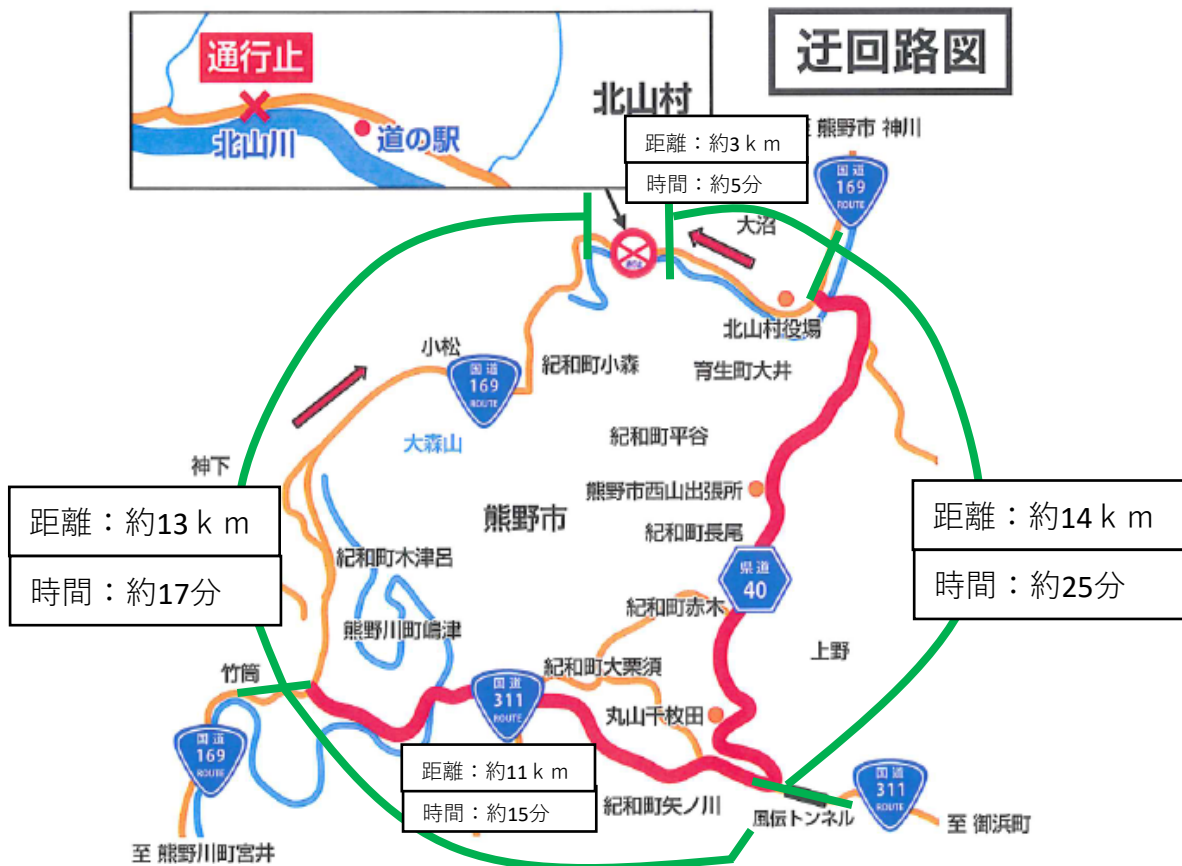 迂回路図
通行止
北山川
道の駅
北山村
距離：約3ｋｍ
時間：約5分
熊野市 神川
国道
169
ROUTE
大沼
北山村役場
小松
国道
169
ROUTE
紀和町小森
育生町大井
大森山
紀和町平谷
神下
熊野市西山出張所
熊野市
紀和町長尾
距離：約13ｋｍ
時間：約17分
距離：約14ｋｍ
時間：約25分
紀和町木津呂
県道
40
紀和町赤木
熊野川町嶋津
上野
紀和町大栗須
竹筒
国道
311
ROUTE
丸山千枚田
国道
169
ROUTE
距離：約11ｋｍ
時間：約15分
紀和町矢ノ川
風伝トンネル
国道
311
ROUTE
至 御浜町
至 熊野川町宮井